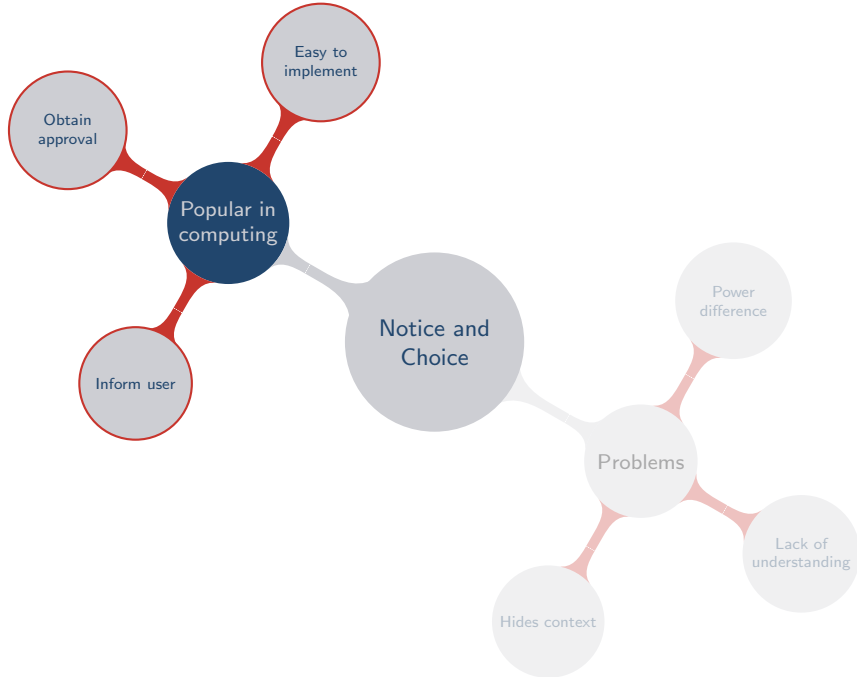 Easy to
implement
Obtain
approval
Popular in
computing
Inform user
Notice and
Choice
Power
difference
Problems
Lack of
understanding
Hides context